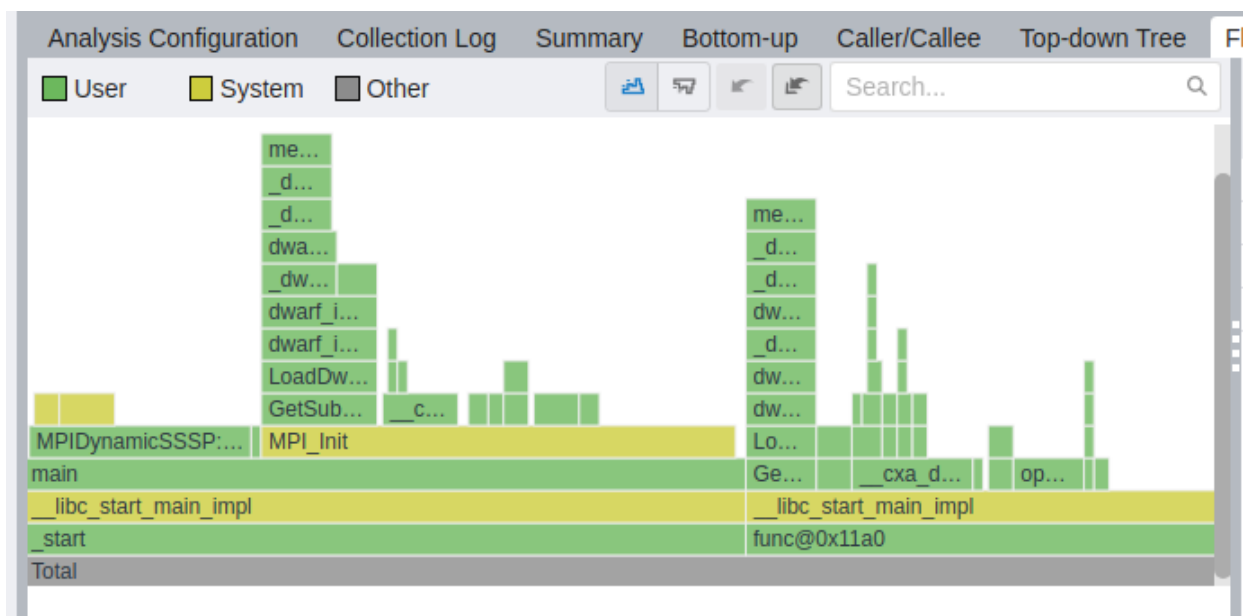 Analysis Configuration Collection Log Summary Bottom-up Caller/Callee Top-down Tree
User System Other Search...
me...
_d...
_d... me...
dwa... _d...
_dw... _d...
dwarf_i... dw...
dwarf_i... _d...
LoadDw... dw...
GetSub... __c... dw...
MPIDynamicSSSP:... MPI_Init Lo...
main Ge... __cxa_d... op...
__libc_start_main_impl __libc_start_main_impl
_start func@0x11a0
Total